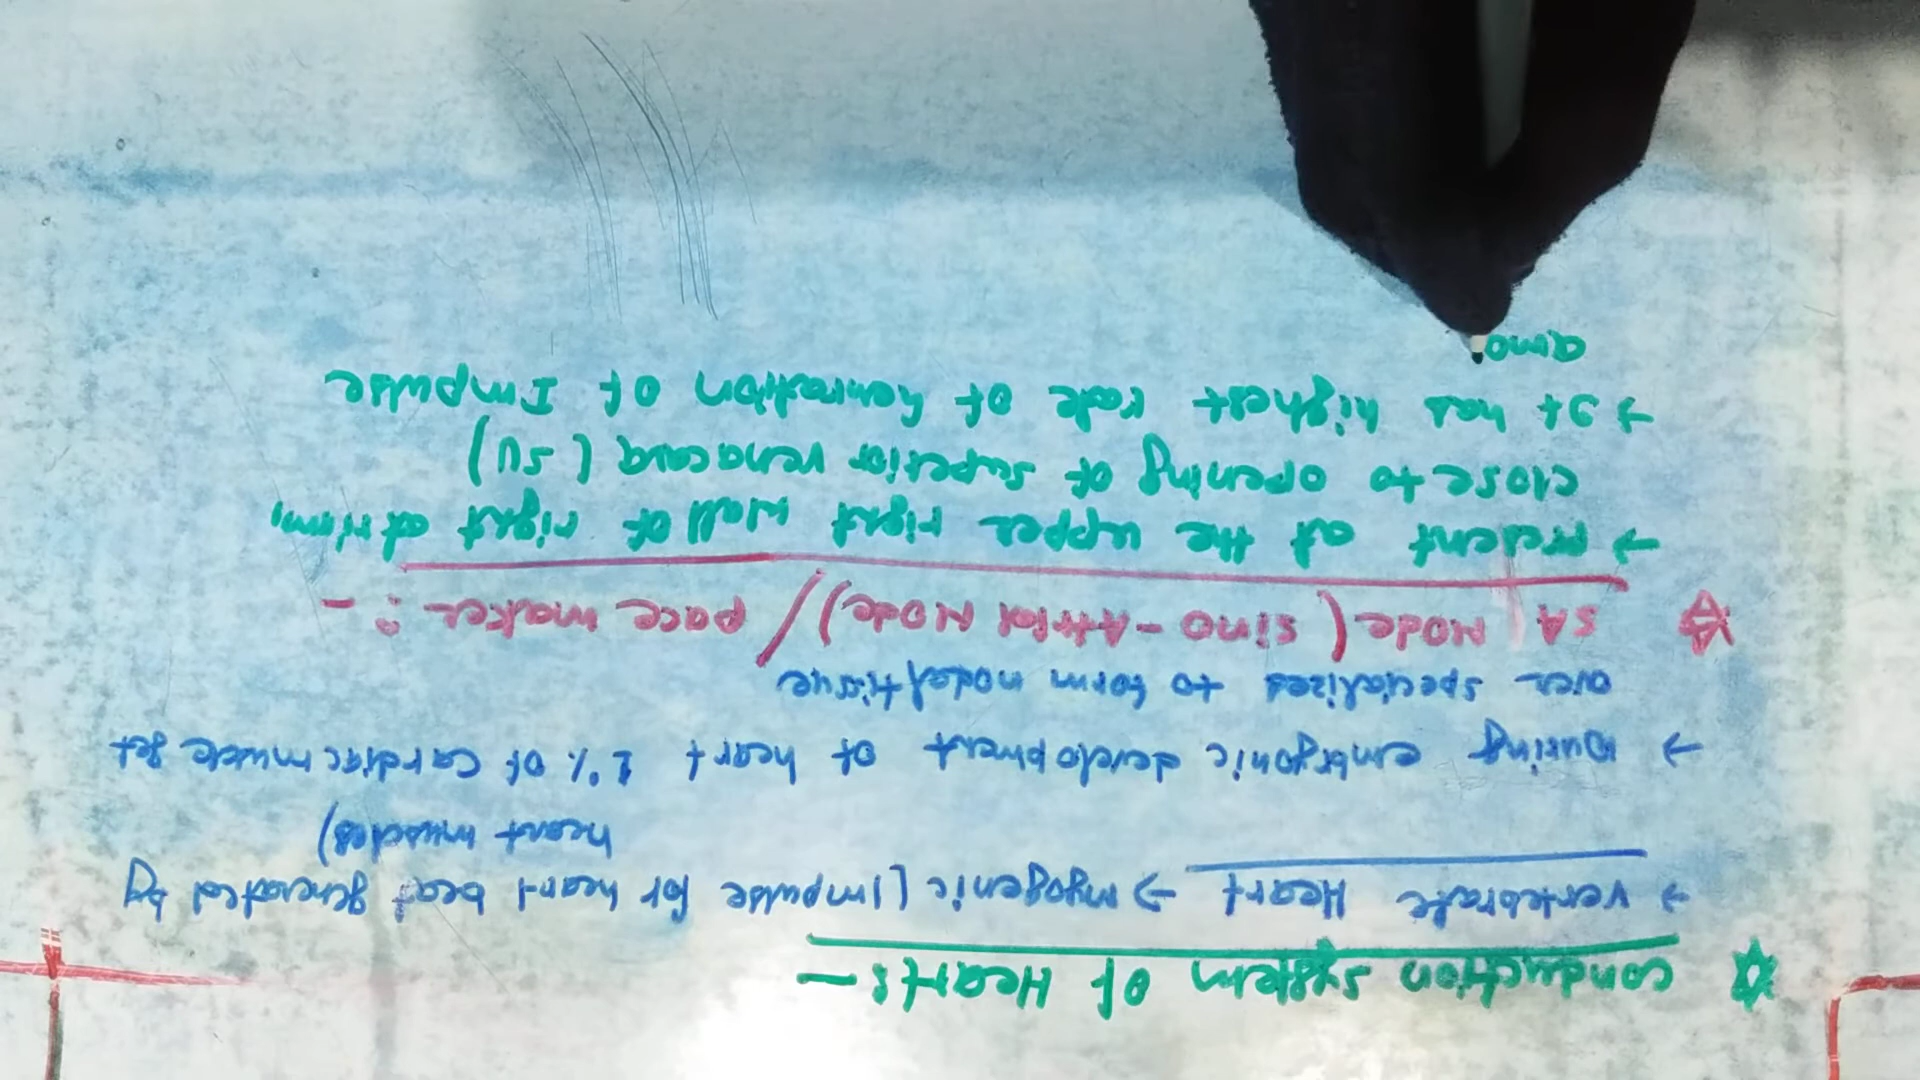 ☆ conduction system of Heart:-
→ vertebrate Heart → myogenic (Impulse for heart beat generated by
heart muscles)
→ During embryonic development of heart 1% of cardiac muscle get
over specialized to form nodal tissue
☆ SA Node (sino-Atrial Node)/ pace maker :-
→ present at the upper right wall of right atrium
close to opening of superior venacava (SV)
→ It has highest rate of Genration of Impulse
amo